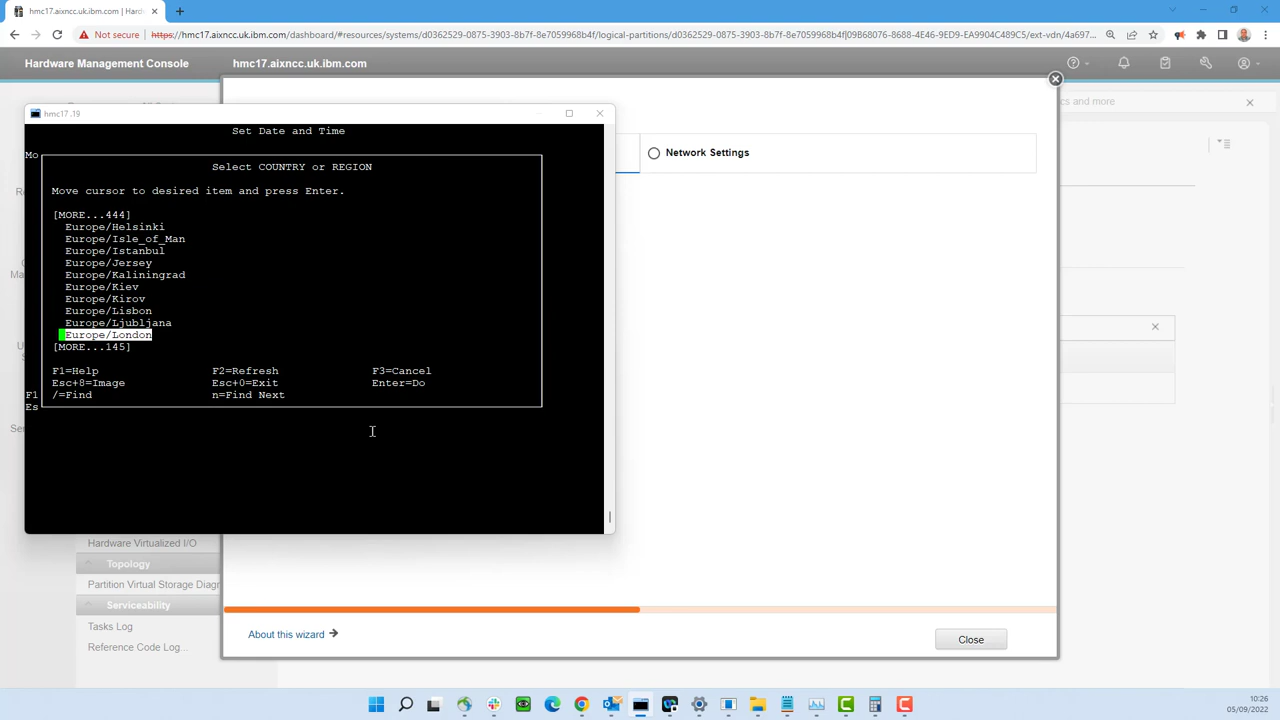 hmc17.aixncc.uk.ibm.com/dashbo
Not secure
https://hmc17.aixncc.uk.ibm.com/dashboard/#resources/systems/d0362529-0875-3903-8b7f-8e7059958b4f/logical-partitions/d0362529-0875-3903-8b7f-8e7059958b4f|09B68076-8688-4E46-9ED9-EA9904C489C5/ext-vdn/4a697...
Hardware Management Console
hmc17.aixncc.uk.ibm.com
cs and more
hmc17 .19
Set Date and Time
Mo
Select COUNTRY or REGION
Network Settings
Move cursor to desired item and press Enter.
[MORE...444]
Europe/Helsinki
Europe/Isle_of_Man
Europe/Istanbul
Europe/Jersey
Europe/Kaliningrad
Europe/Kiev
Europe/Kirov
Europe/Lisbon
Europe/Ljubljana
Europe/London
[MORE...145]
F1=Help F2=Refresh F3=Cancel
Esc+8=Image Esc+0=Exit Enter=Do
F1 /=Find n=Find Next
Es
Hardware Virtualized I/O
Topology
Partition Virtual Storage Diagr
Serviceability
Tasks Log
Reference Code Log...
About this wizard
Close
10:26
05/09/2022